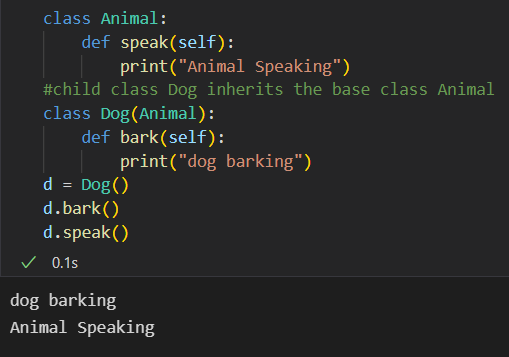 class Animal:
    def speak(self):
        print("Animal Speaking")
#child class Dog inherits the base class Animal
class Dog(Animal):
    def bark(self):
        print("dog barking")
d = Dog()
d.bark()
d.speak()
✓ 0.1s
dog barking
Animal Speaking